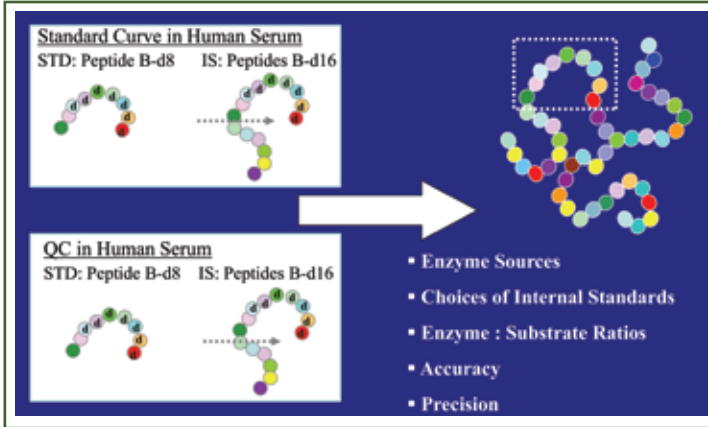 Standard Curve in Human Serum
STD: Peptide B-d8 IS: Peptides B-d16
d d d d d d d
d d d d d d d
QC in Human Serum
STD: Peptide B-d8 IS: Peptides B-d16
d d d d d d d
d d d d d d d
▪ Enzyme Sources
▪ Choices of Internal Standards
▪ Enzyme : Substrate Ratios
▪ Accuracy
▪ Precision